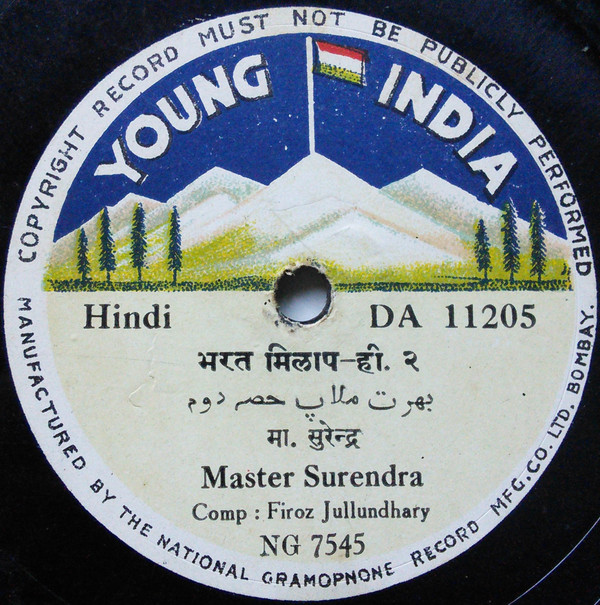 COPYRIGHT RECORD MUST NOT BE PUBLICLY PERFORMED
YOUNG INDIA
Hindi DA 11205
भरत मिलाप-ही. २
بھرت ملاپ حصہ دوم
मा. सुरेन्द्र
Master Surendra
Comp : Firoz Jullundhary
NG 7545
MANUFACTURED BY THE NATIONAL GRAMOPHONE RECORD MFG. CO. LTD. BOMBAY.